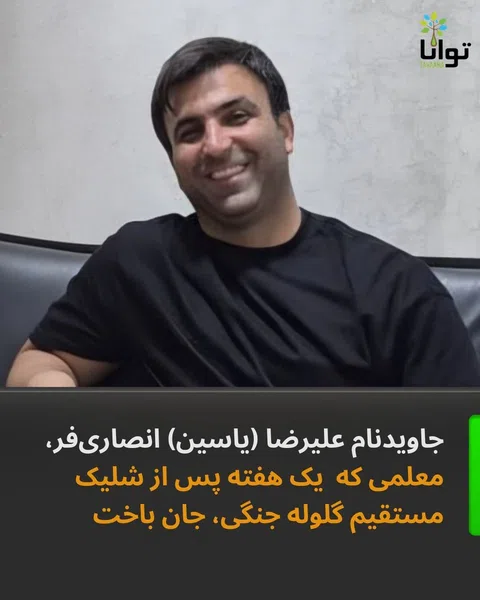 توانا
جاویدنام علیرضا (یاسین) انصاری‌فر،
معلمی که یک هفته پس از شلیک
مستقیم گلوله جنگی، جان باخت